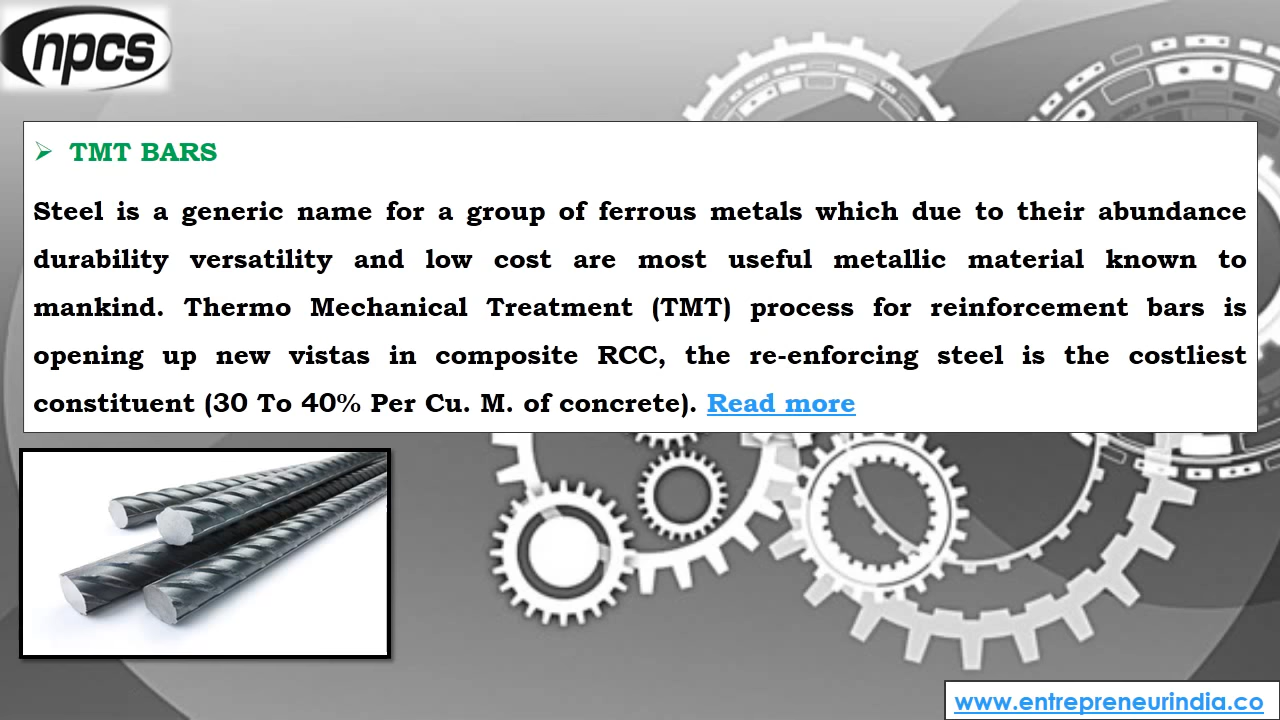 npcs
TMT BARS
Steel is a generic name for a group of ferrous metals which due to their abundance
durability versatility and low cost are most useful metallic material known to
mankind. Thermo Mechanical Treatment (TMT) process for reinforcement bars is
opening up new vistas in composite RCC, the re-enforcing steel is the costliest
constituent (30 To 40% Per Cu. M. of concrete). Read more
www.entrepreneurindia.co